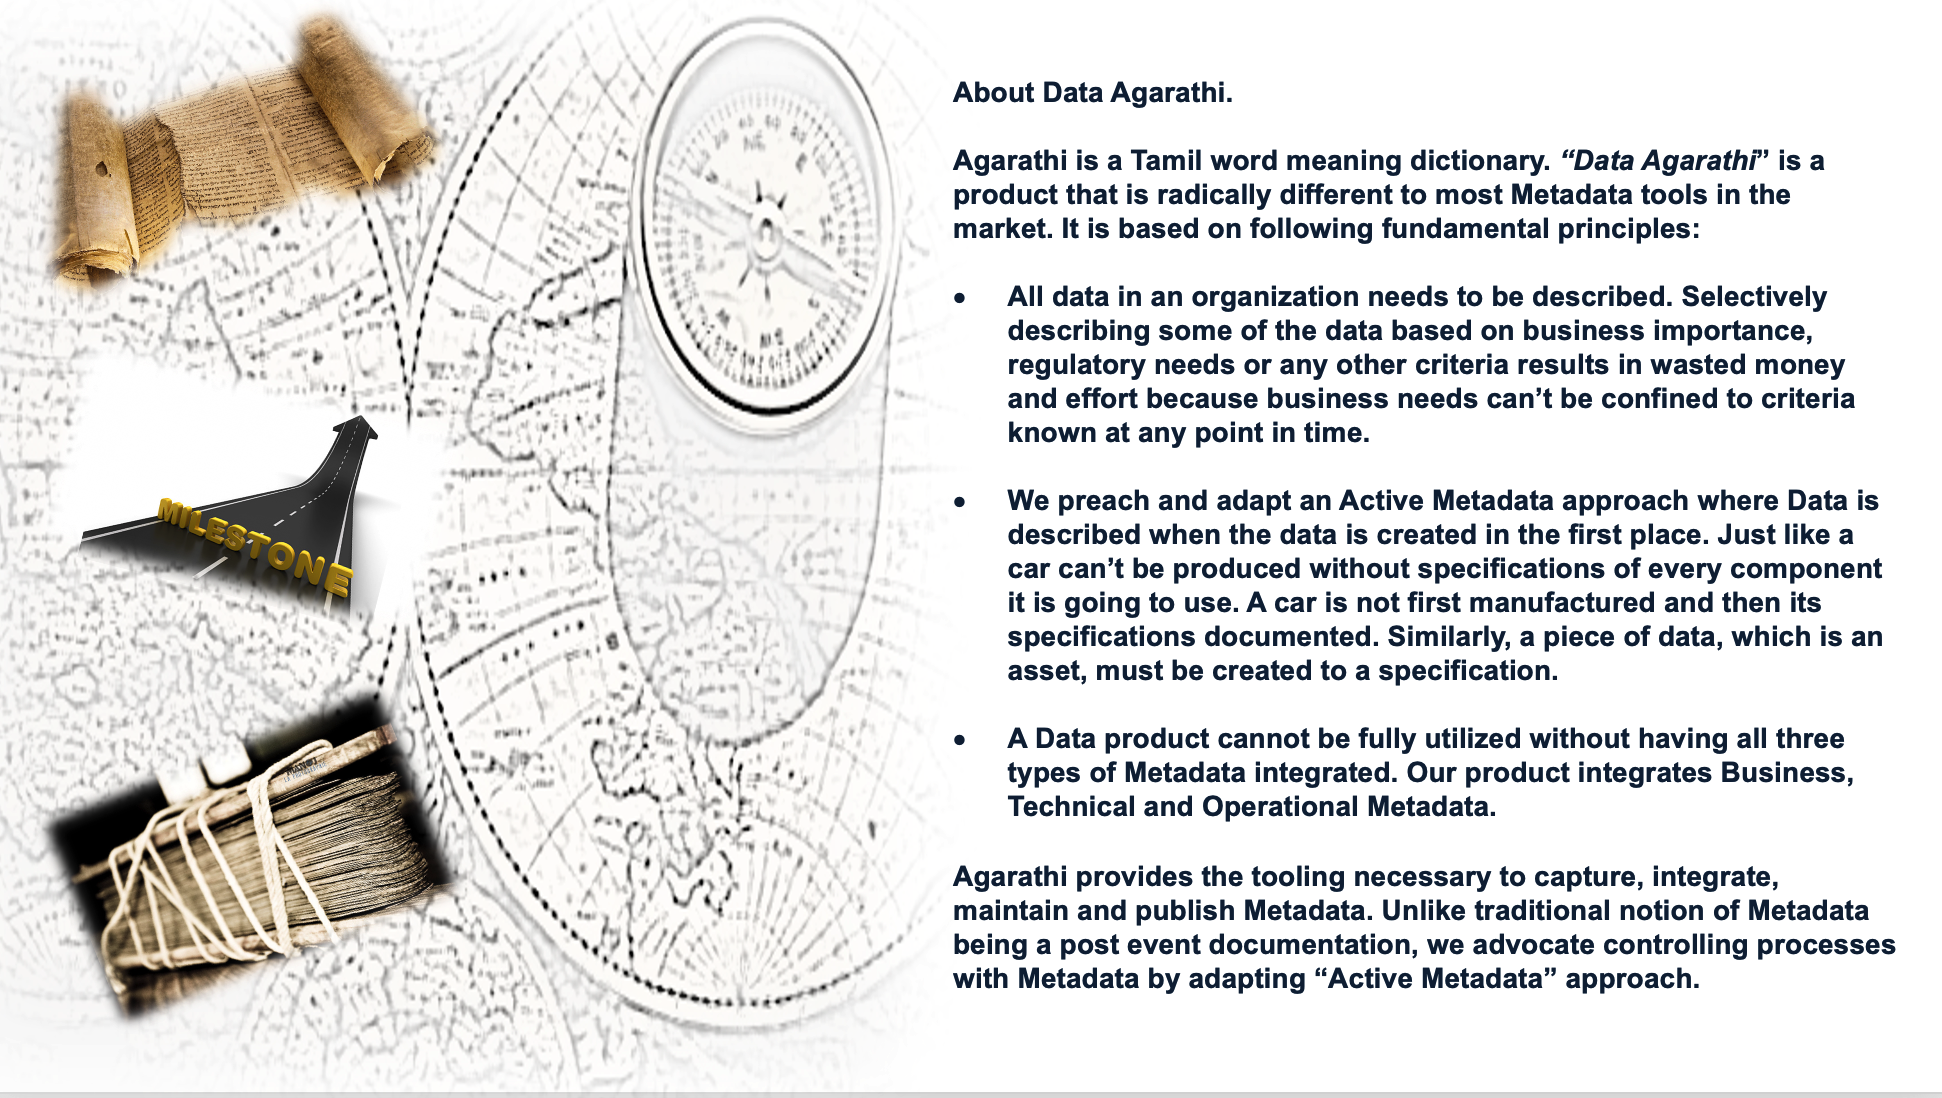 About Data Agarathi.
Agarathi is a Tamil word meaning dictionary. “Data Agarathi” is a
product that is radically different to most Metadata tools in the
market. It is based on following fundamental principles:
• All data in an organization needs to be described. Selectively
describing some of the data based on business importance,
regulatory needs or any other criteria results in wasted money
and effort because business needs can’t be confined to criteria
known at any point in time.
• We preach and adapt an Active Metadata approach where Data is
described when the data is created in the first place. Just like a
car can’t be produced without specifications of every component
it is going to use. A car is not first manufactured and then its
specifications documented. Similarly, a piece of data, which is an
asset, must be created to a specification.
• A Data product cannot be fully utilized without having all three
types of Metadata integrated. Our product integrates Business,
Technical and Operational Metadata.
Agarathi provides the tooling necessary to capture, integrate,
maintain and publish Metadata. Unlike traditional notion of Metadata
being a post event documentation, we advocate controlling processes
with Metadata by adapting “Active Metadata” approach.
MILESTONE